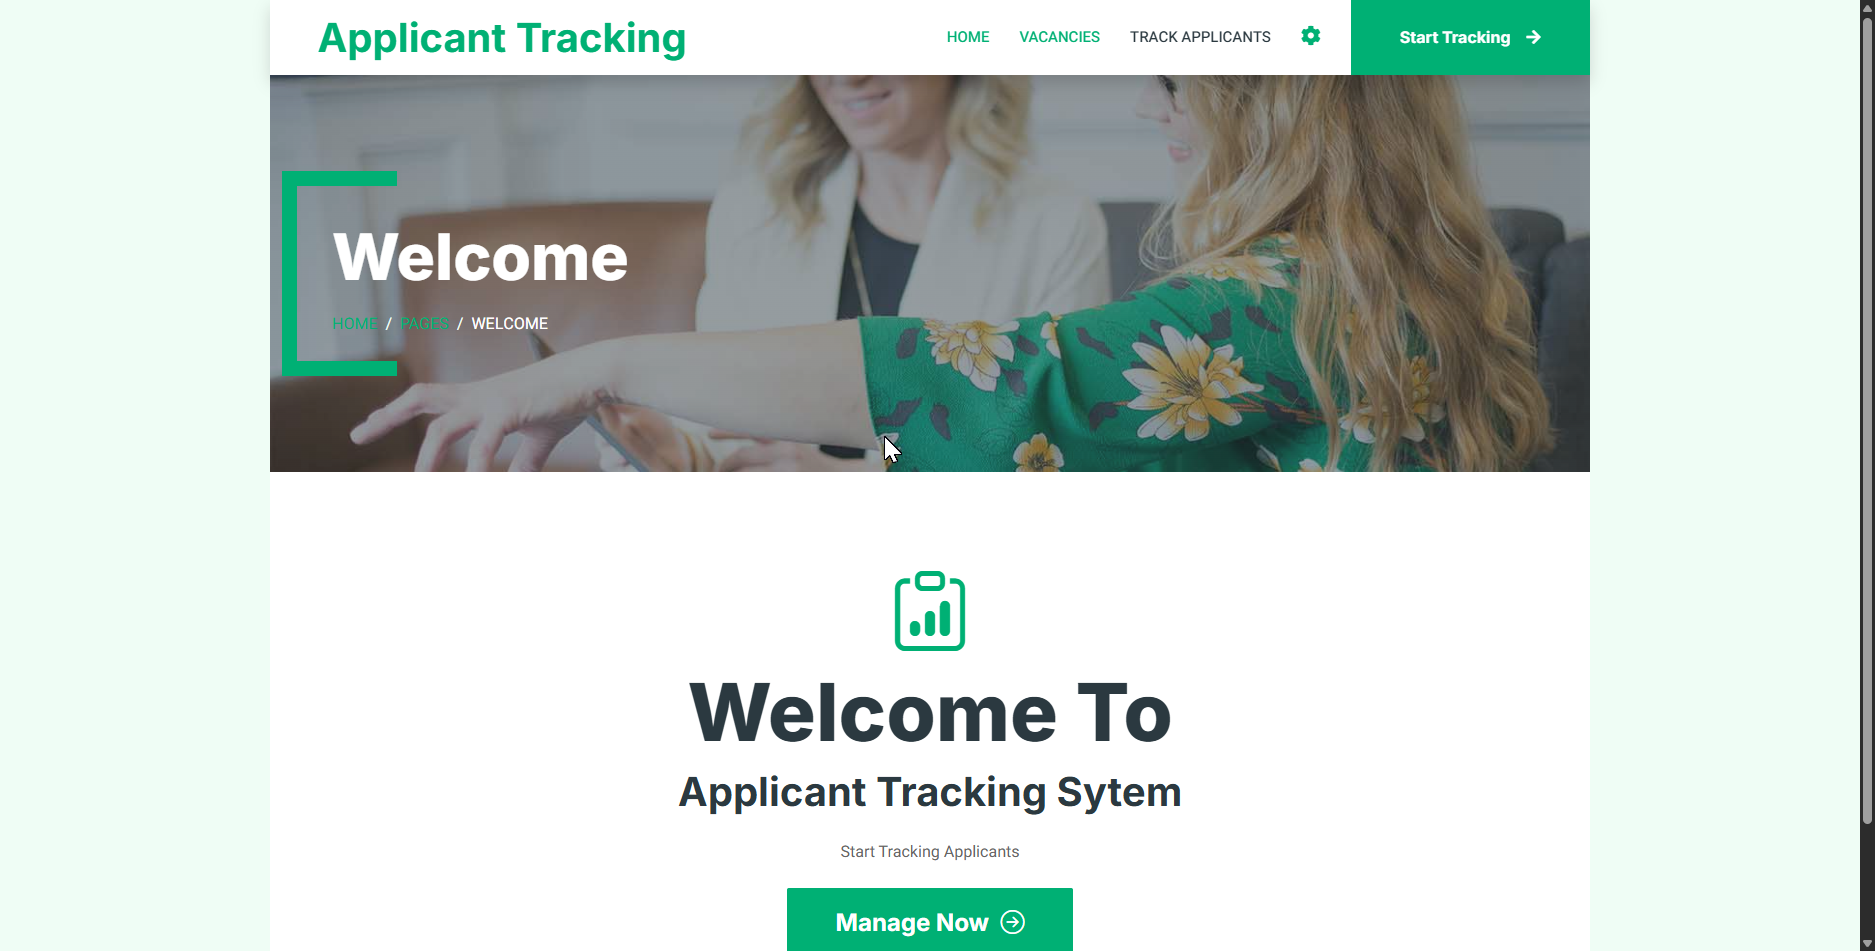 Applicant Tracking
HOME VACANCIES TRACK APPLICANTS
Start Tracking
Welcome
HOME / PAGES / WELCOME
Welcome To
Applicant Tracking Sytem
Start Tracking Applicants
Manage Now